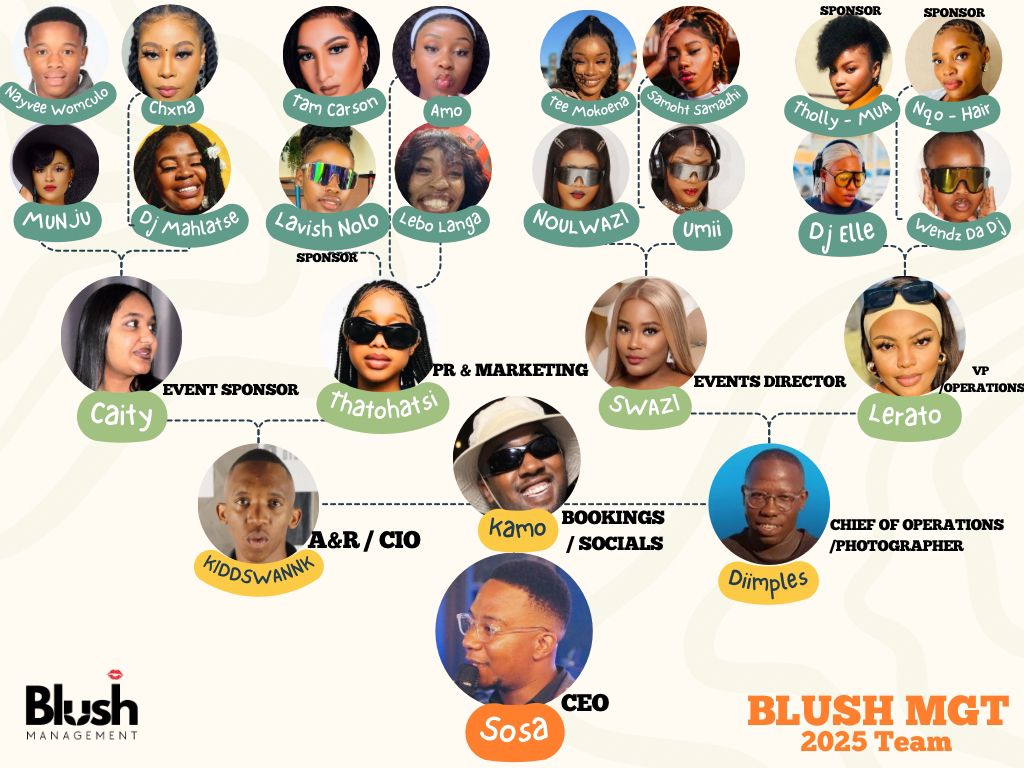 SPONSOR
SPONSOR
Nayvee Womculo
Chxna
Tam Carson
Amo
Tee Mokoena
Samoht Samadhi
Tholly - MUA
Nqo - Hair
MUNJU
Dj Mahlatse
Lavish Nolo
Lebo Langa
NOULWAZI
Umii
Dj Elle
Wendz Da Dj
SPONSOR
EVENT SPONSOR
PR & MARKETING
EVENTS DIRECTOR
VP
/OPERATIONS
Caity
Thatohatsi
SWAZI
Lerato
A&R / CIO
Kamo
BOOKINGS
/ SOCIALS
CHIEF OF OPERATIONS
/PHOTOGRAPHER
KIDDSWANNK
Diimples
CEO
Sosa
Blush
MANAGEMENT
BLUSH MGT
2025 Team